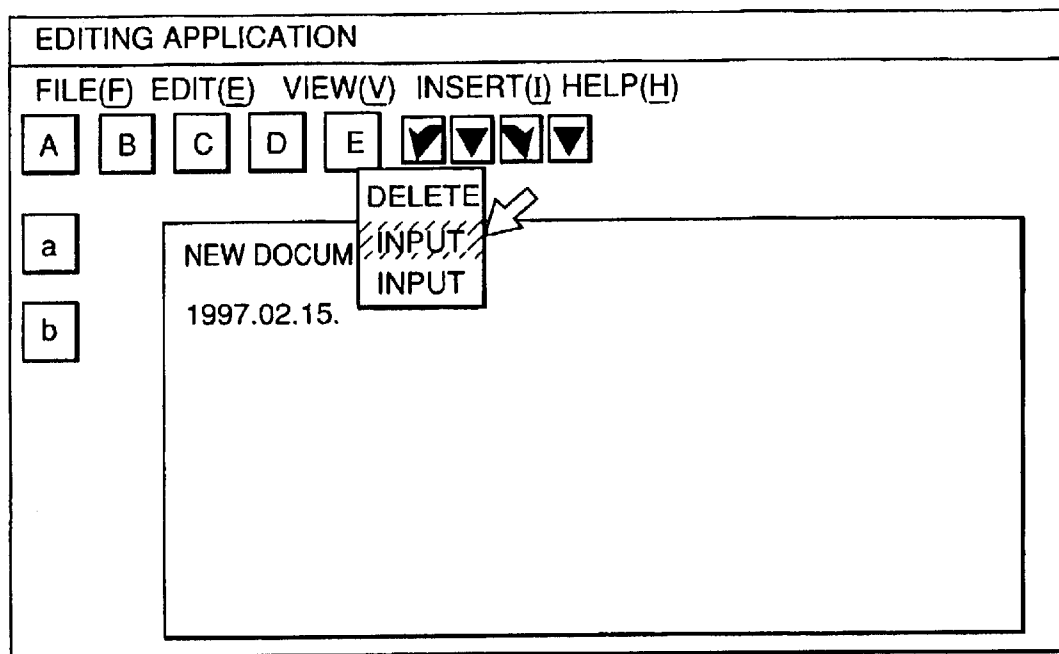 EDITING APPLICATION
FILE(F) EDIT(E) VIEW(V) INSERT(I) HELP(H)
A B C D E
DELETE
INPUT
INPUT
a
NEW DOCUM
1997.02.15.
b